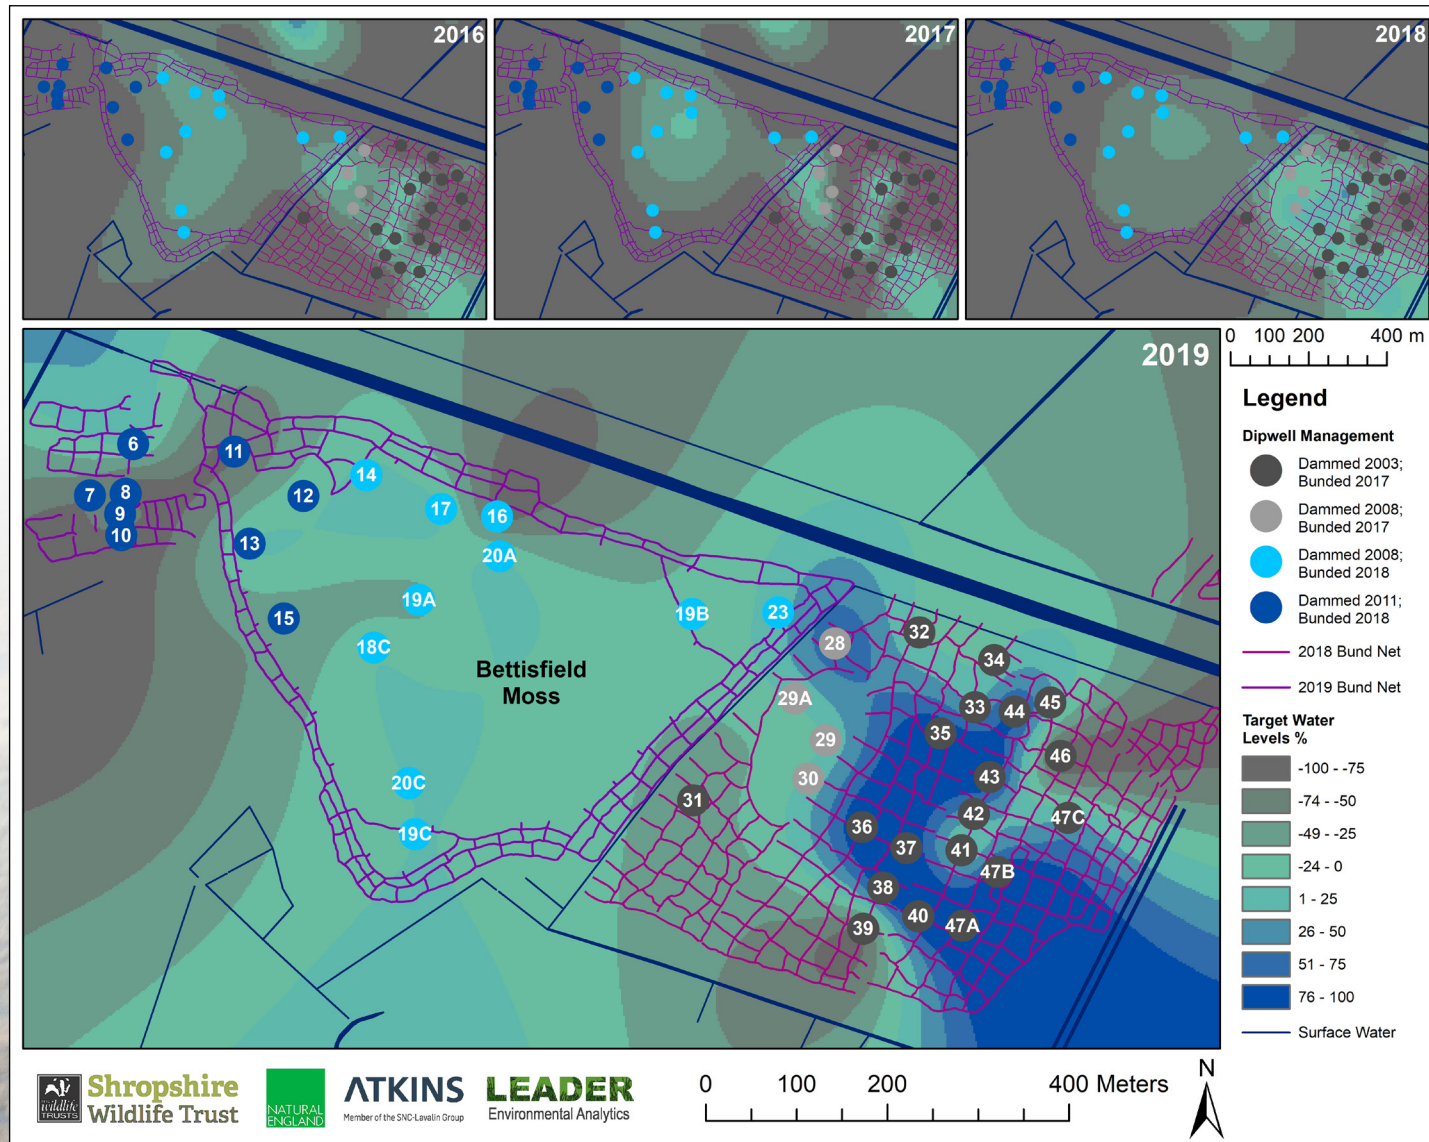 2016
2017
2018
2019
0 100 200 400 m
Legend
Dipwell Management
Dammed 2003;
Bunded 2017
Dammed 2008;
Bunded 2017
Dammed 2008;
Bunded 2018
Dammed 2011;
Bunded 2018
2018 Bund Net
2019 Bund Net
Target Water
Levels %
-100 - -75
-74 - -50
-49 - -25
-24 - 0
1 - 25
26 - 50
51 - 75
76 - 100
Surface Water
6
11
14
7
8
12
17
9
16
10
13
20A
19A
15
19B
23
18C
28
32
34
Bettisfield
Moss
29A
33
44
45
29
35
46
30
43
20C
31
42
47C
19C
36
37
41
38
47B
40
39
47A
the
wildlife
TRUSTS
Shropshire
Wildlife Trust
NATURAL
ENGLAND
ATKINS
Member of the SNC-Lavalin Group
LEADER
Environmental Analytics
0 100 200 400 Meters
N